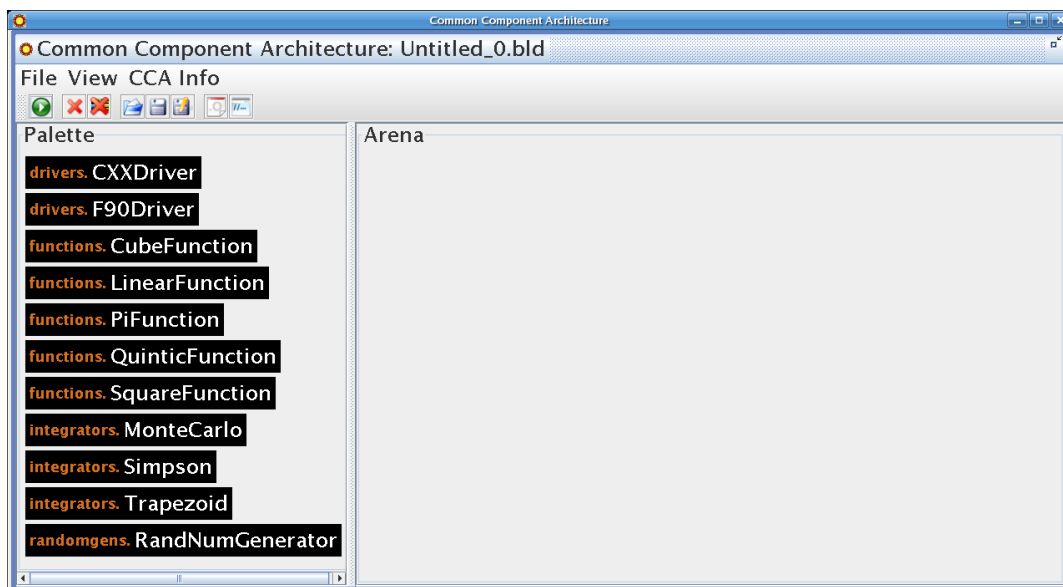 Common Component Architecture
Common Component Architecture: Untitled_0.bld
File View CCA Info
Palette
Arena
drivers. CXXDriver
drivers. F90Driver
functions. CubeFunction
functions. LinearFunction
functions. PiFunction
functions. QuinticFunction
functions. SquareFunction
integrators. MonteCarlo
integrators. Simpson
integrators. Trapezoid
randomgens. RandNumGenerator